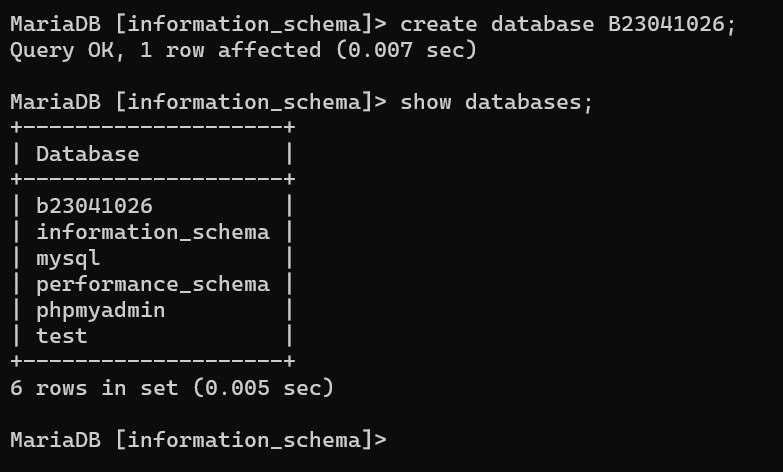 MariaDB [information_schema]> create database B23041026;
Query OK, 1 row affected (0.007 sec)
MariaDB [information_schema]> show databases;
+--------------------+
| Database           |
+--------------------+
| b23041026          |
| information_schema |
| mysql              |
| performance_schema |
| phpmyadmin         |
| test               |
+--------------------+
6 rows in set (0.005 sec)
MariaDB [information_schema]>